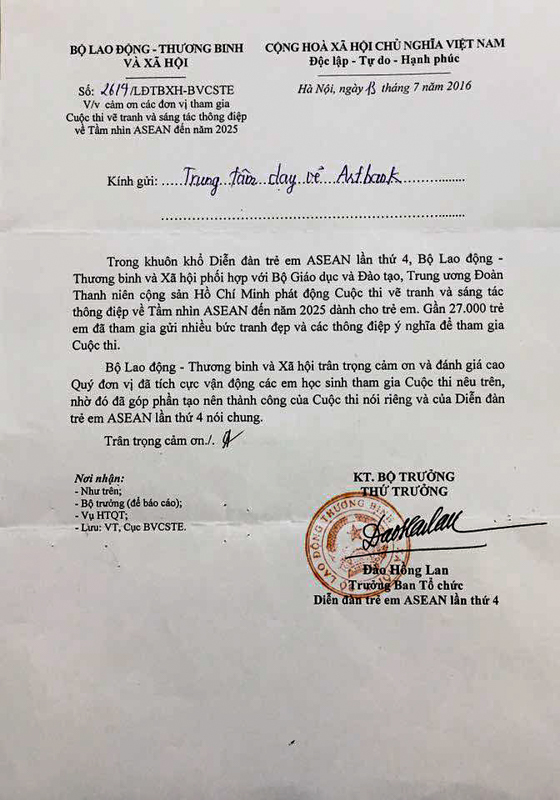 BỘ LAO ĐỘNG - THƯƠNG BINH
VÀ XÃ HỘI
CỘNG HOÀ XÃ HỘI CHỦ NGHĨA VIỆT NAM
Độc lập - Tự do - Hạnh phúc
Số: 2619/LĐTBXH-BVCSTE
V/v cảm ơn các đơn vị tham gia
Cuộc thi vẽ tranh và sáng tác thông điệp
về Tầm nhìn ASEAN đến năm 2025
Hà Nội, ngày 13 tháng 7 năm 2016
Kính gửi: .....Trung tâm dạy vẽ Artbank...............
Trong khuôn khổ Diễn đàn trẻ em ASEAN lần thứ 4, Bộ Lao động -
Thương binh và Xã hội phối hợp với Bộ Giáo dục và Đào tạo, Trung ương Đoàn
Thanh niên cộng sản Hồ Chí Minh phát động Cuộc thi vẽ tranh và sáng tác
thông điệp về Tầm nhìn ASEAN đến năm 2025 dành cho trẻ em. Gần 27.000 trẻ
em đã tham gia gửi nhiều bức tranh đẹp và các thông điệp ý nghĩa để tham gia
Cuộc thi.
Bộ Lao động - Thương binh và Xã hội trân trọng cảm ơn và đánh giá cao
Quý đơn vị đã tích cực vận động các em học sinh tham gia Cuộc thi nêu trên,
nhờ đó đã góp phần tạo nên thành công của Cuộc thi nói riêng và của Diễn đàn
trẻ em ASEAN lần thứ 4 nói chung.
Trân trọng cảm ơn./.
Nơi nhận:
- Như trên;
- Bộ trưởng (để báo cáo);
- Vụ HTQT;
- Lưu: VT, Cục BVCSTE.
KT. BỘ TRƯỞNG
THỨ TRƯỞNG
BỘ LAO ĐỘNG THƯƠNG BINH
Đào Hồng Lan
Trưởng Ban Tổ chức
Diễn đàn trẻ em ASEAN lần thứ 4